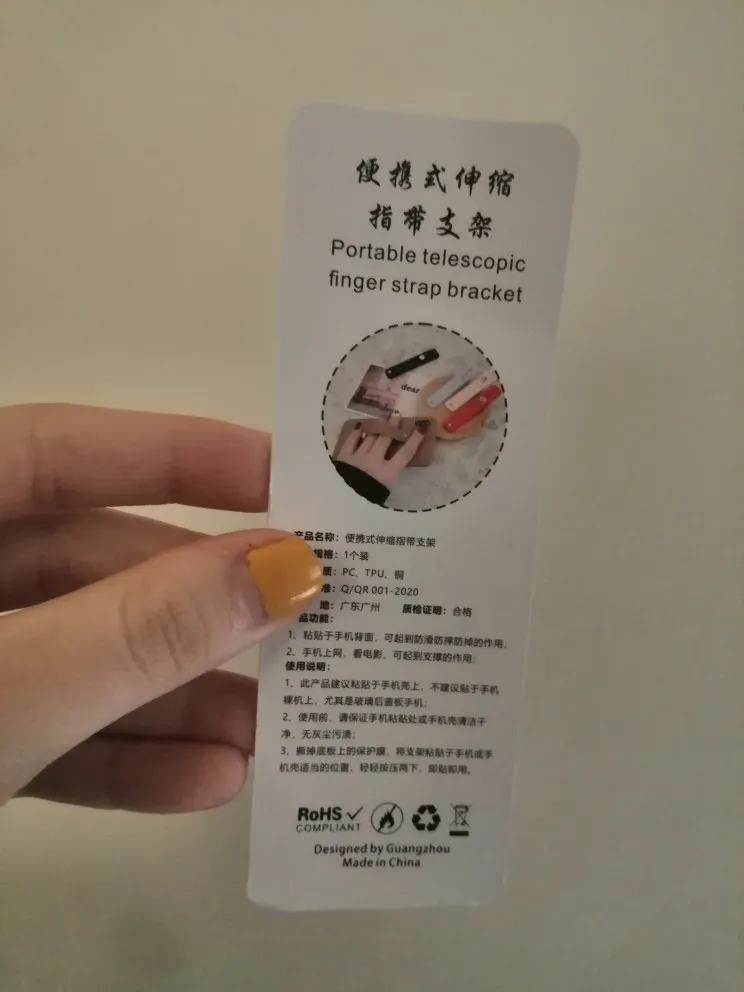 便携式伸缩
指带支架
Portable telescopic
finger strap bracket
dear
产品名称：便携式伸缩指带支架
规格：1个装
质：PC、TPU、铜
准：Q/QR 001-2020
地：广东广州 质检证明：合格
品功能：
1、粘贴于手机背面，可起到防滑防摔防掉的作用；
2、手机上网，看电影，可起到支撑的作用；
使用说明：
1、此产品建议粘贴于手机壳上，不建议贴于手机
裸机上，尤其是玻璃后盖板手机；
2、使用前，请保证手机粘贴处或手机壳清洁干
净，无灰尘污渍；
3、撕掉底板上的保护膜，将支架粘贴于手机或手
机壳适当的位置，轻轻按压两下，即贴即用。
RoHS
COMPLIANT
Designed by Guangzhou
Made in China